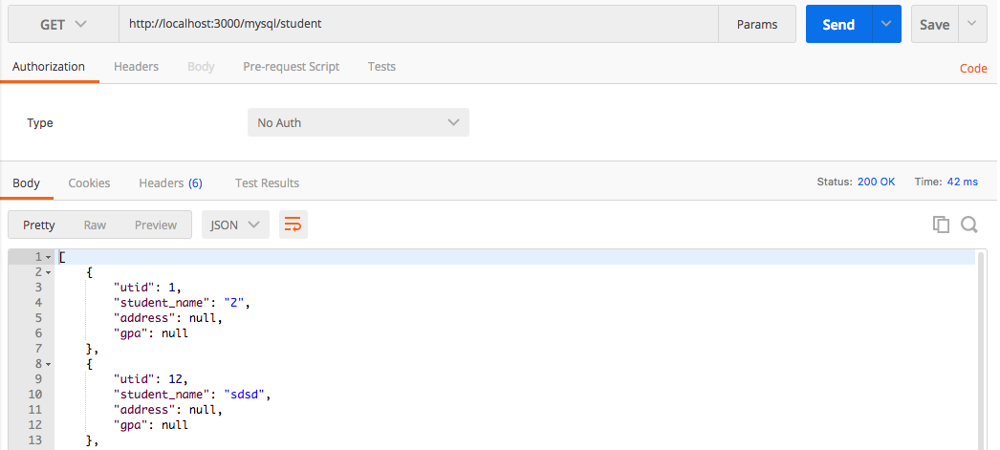 GET http://localhost:3000/mysql/student Params Send Save
Authorization Headers Body Pre-request Script Tests Code
Type No Auth
Body Cookies Headers (6) Test Results Status: 200 OK Time: 42 ms
Pretty Raw Preview JSON
1 [
2 {
3 "utid": 1,
4 "student_name": "2",
5 "address": null,
6 "gpa": null
7 },
8 {
9 "utid": 12,
10 "student_name": "sdsd",
11 "address": null,
12 "gpa": null
13 },